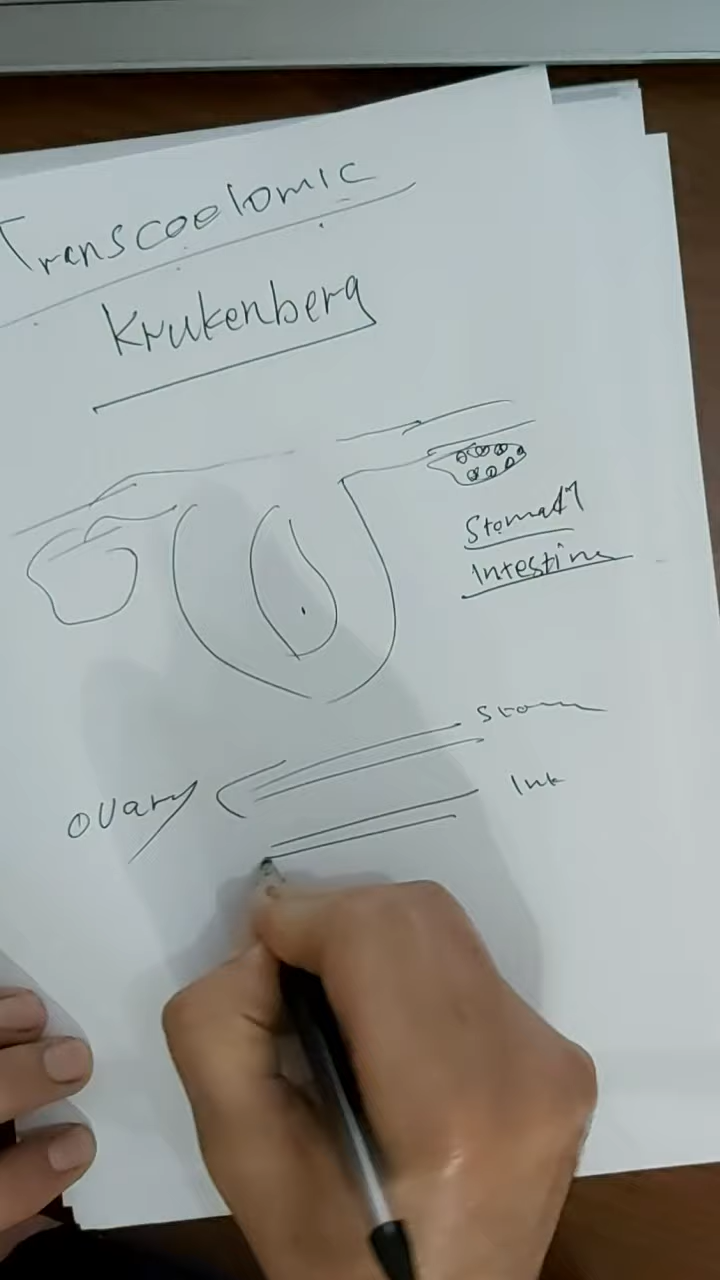 Transcoelomic
Krukenberg
Stomach
Intestine
Stom
Ovary
Int